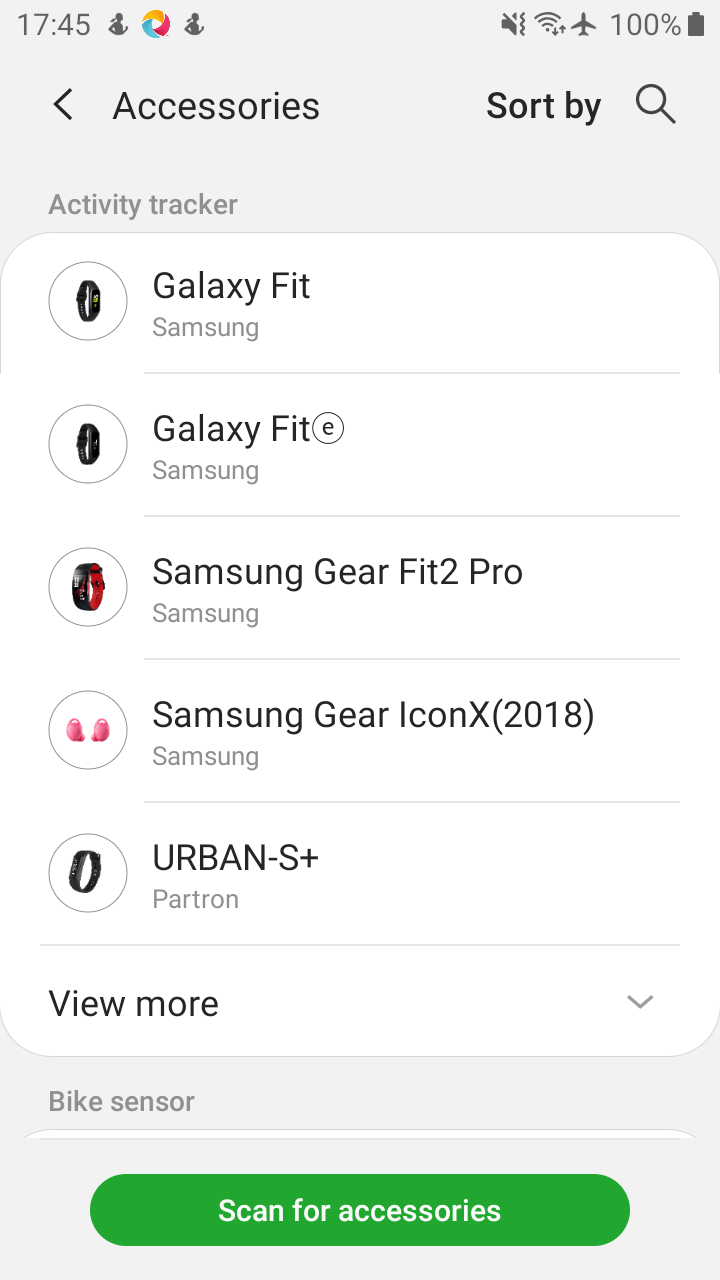 17:45 100%
Accessories Sort by
Activity tracker
Galaxy Fit
Samsung
Galaxy Fitⓔ
Samsung
Samsung Gear Fit2 Pro
Samsung
Samsung Gear IconX(2018)
Samsung
URBAN-S+
Partron
View more
Bike sensor
Scan for accessories